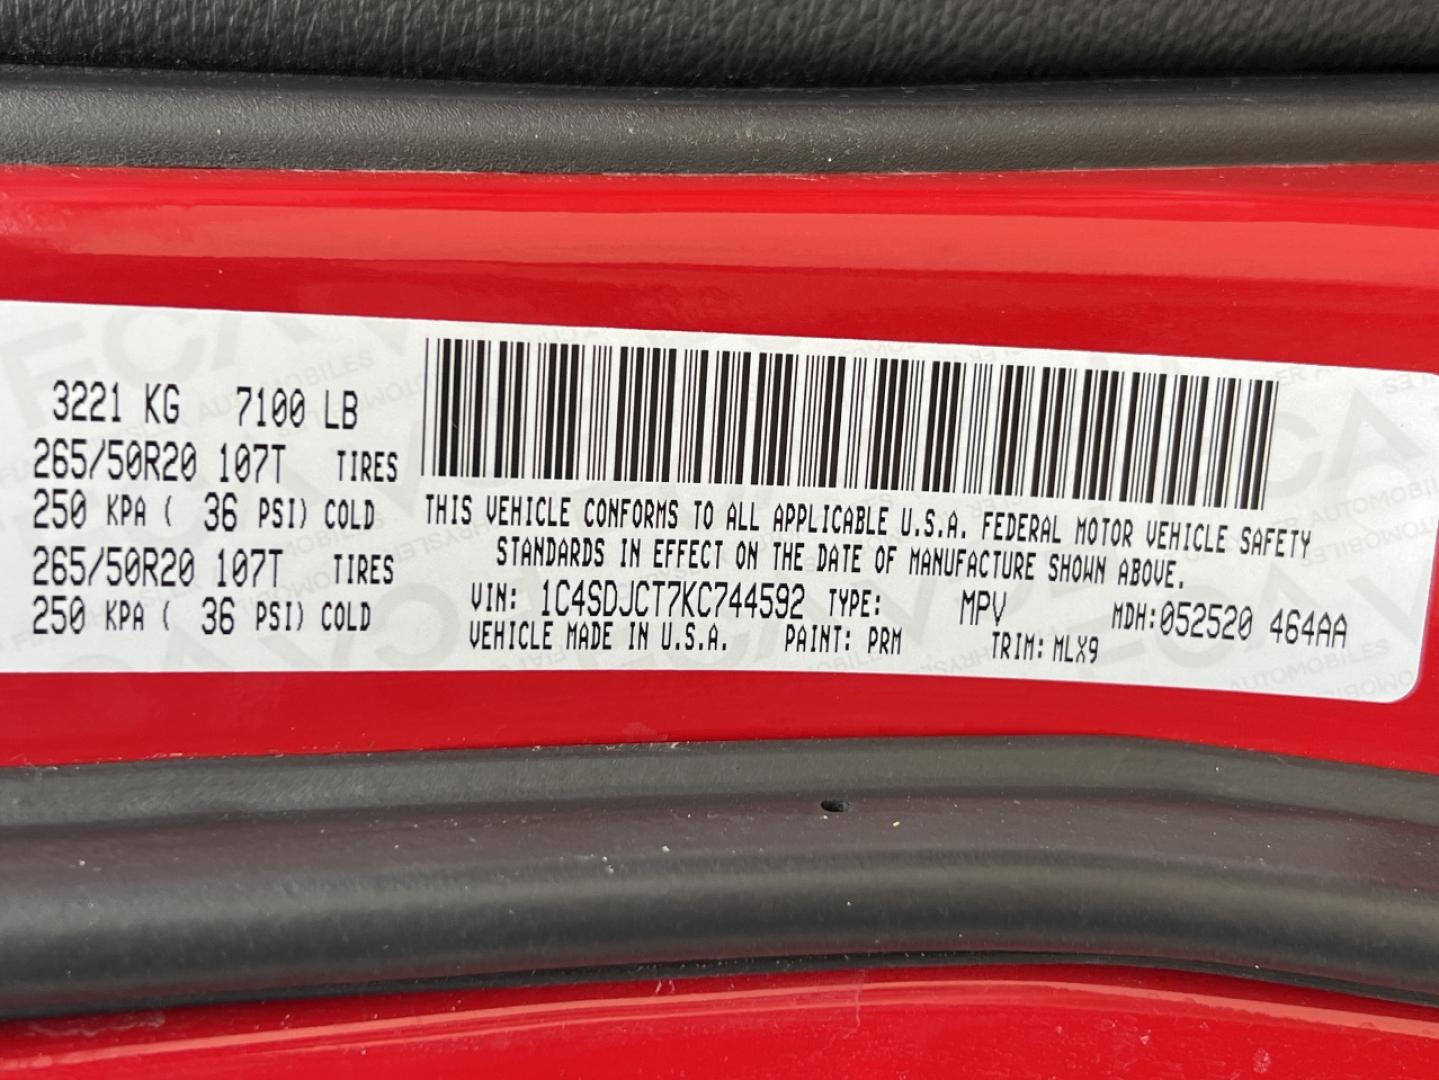 3221 KG 7100 LB
265/50R20 107T TIRES
250 KPA ( 36 PSI) COLD
265/50R20 107T TIRES
250 KPA ( 36 PSI) COLD
THIS VEHICLE CONFORMS TO ALL APPLICABLE U.S.A. FEDERAL MOTOR VEHICLE SAFETY
STANDARDS IN EFFECT ON THE DATE OF MANUFACTURE SHOWN ABOVE.
VIN: 1C4SDJCT7KC744592 TYPE: MPV MDH:052520 464AA
VEHICLE MADE IN U.S.A. PAINT: PRM TRIM: MLX9